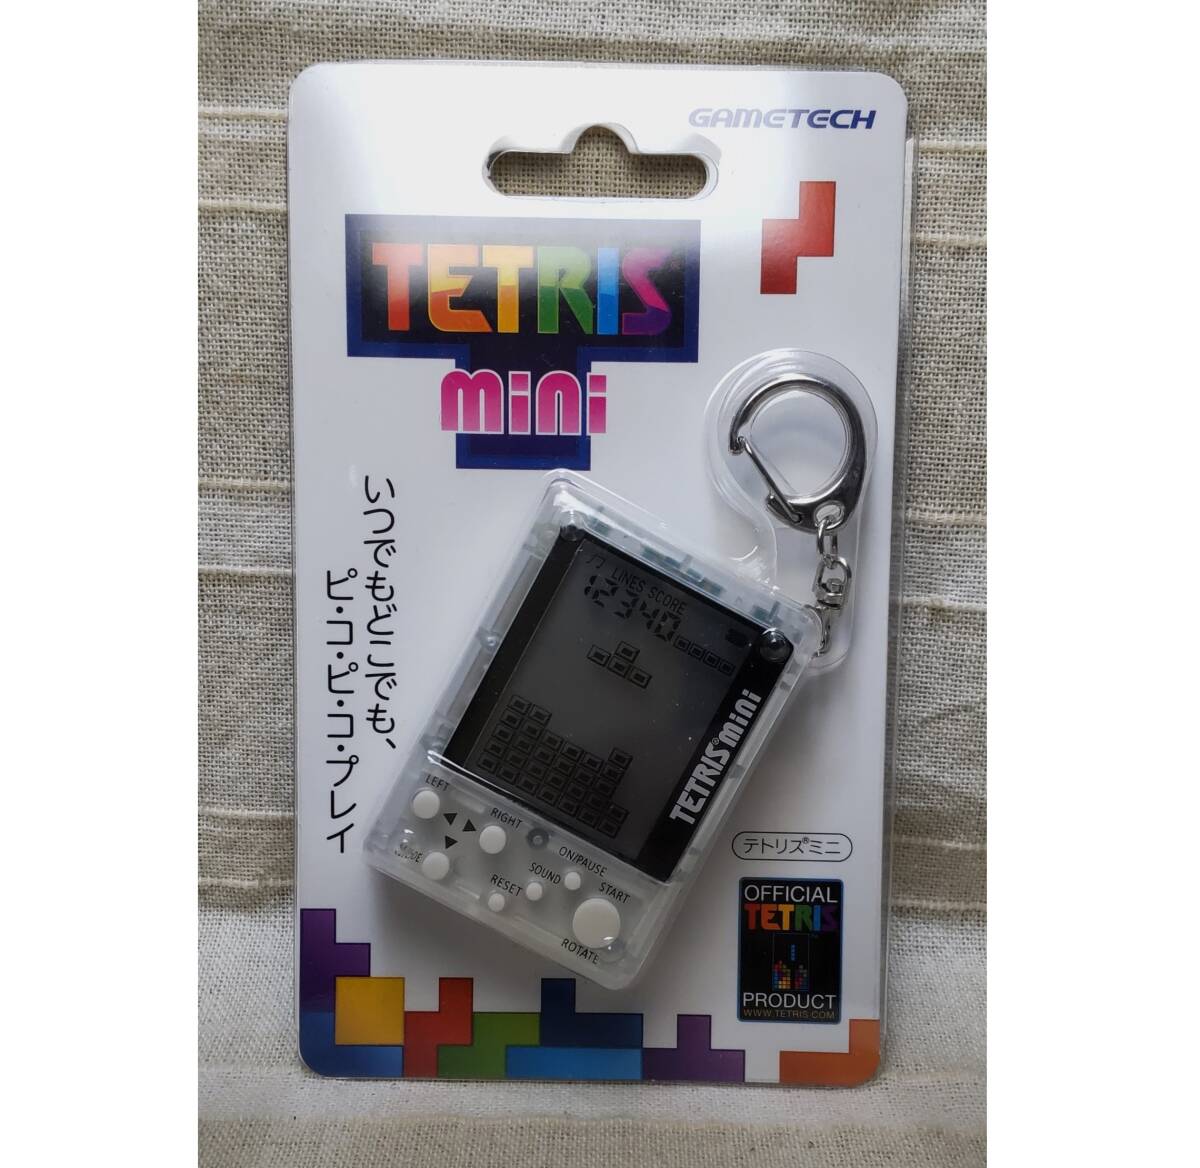 GAMETECH
TETRIS
mini
いつでもどこでも、
ピ・コ・ピ・コ・プレイ
LINES SCORE
12340
TETRIS® mini
LEFT
RIGHT
ON/PAUSE
SOUND
START
RESET
ROTATE
テトリス®ミニ
OFFICIAL
TETRIS
PRODUCT
WWW.TETRIS.COM